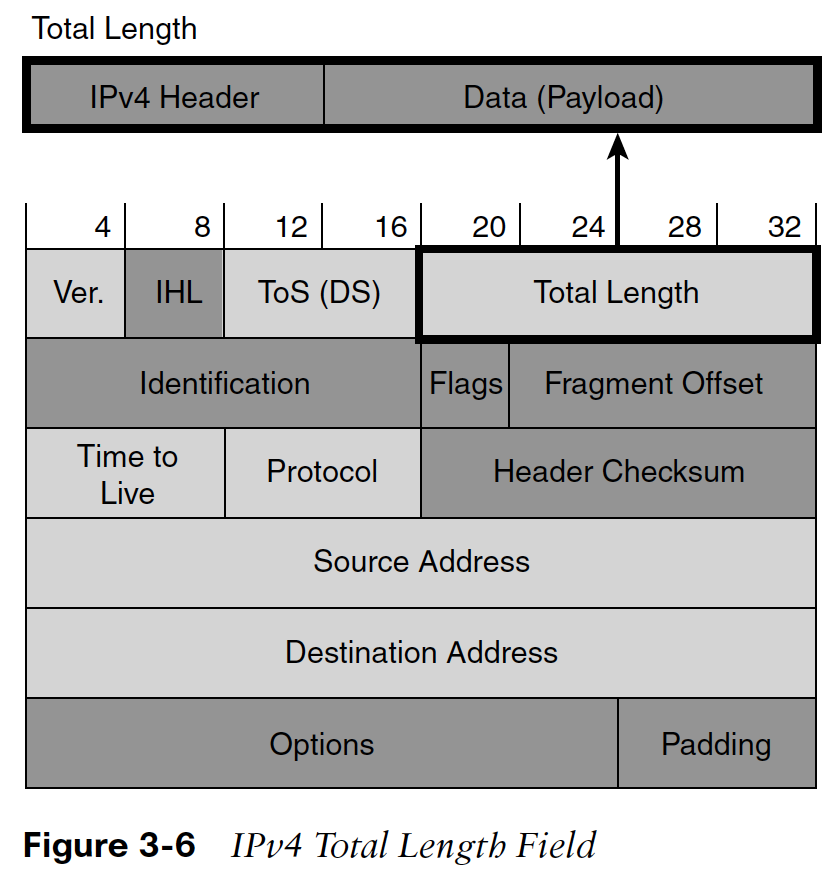 Total Length
IPv4 Header Data (Payload)
4 8 12 16 20 24 28 32
Ver. IHL ToS (DS) Total Length
Identification Flags Fragment Offset
Time to
Live
Protocol Header Checksum
Source Address
Destination Address
Options Padding
Figure 3-6 IPv4 Total Length Field